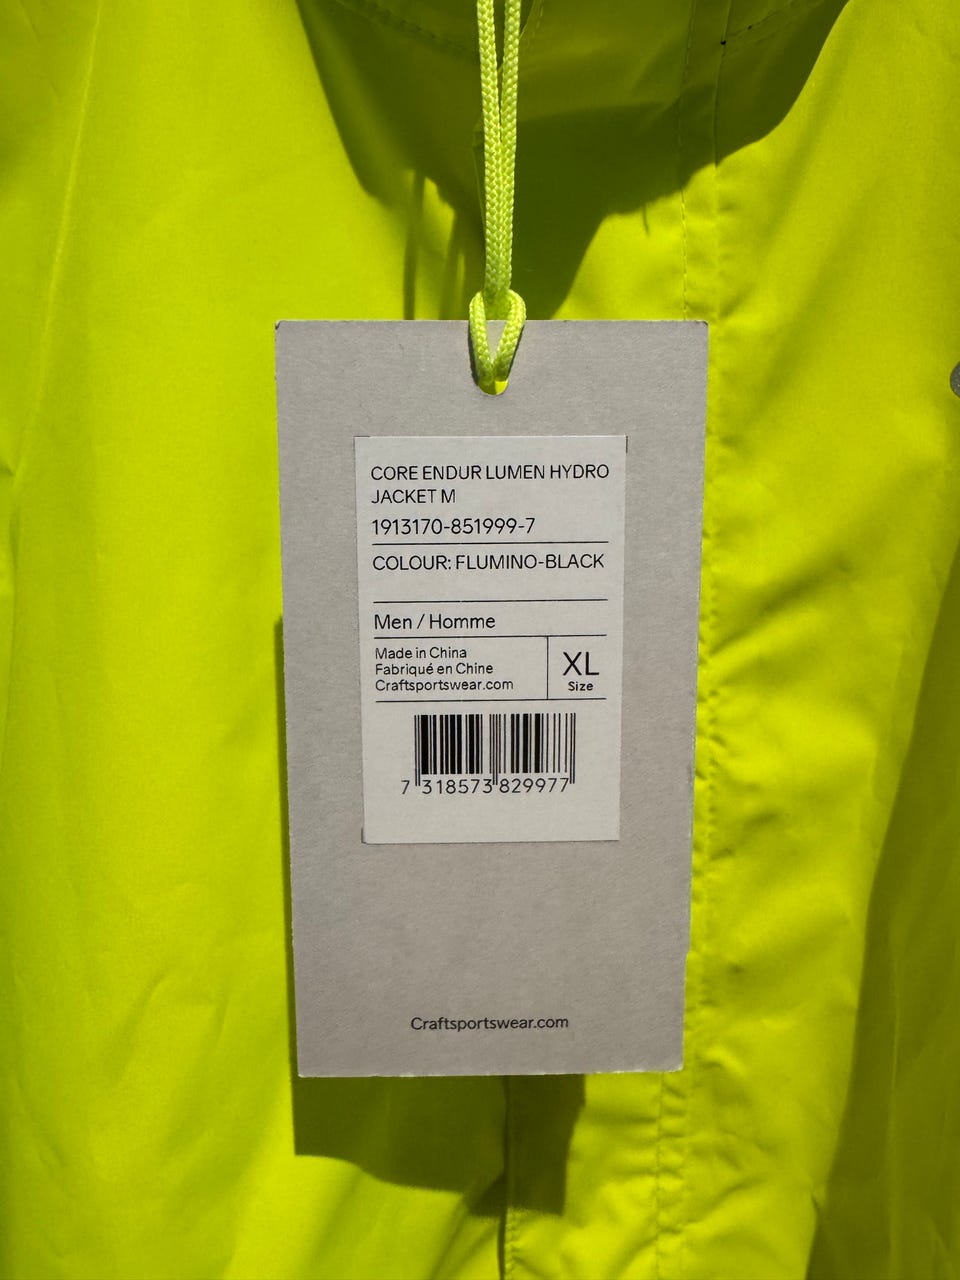 CORE ENDUR LUMEN HYDRO
JACKET M
1913170-851999-7
COLOUR: FLUMINO-BLACK
Men / Homme
Made in China
Fabriqué en Chine
Craftsportswear.com
XL
Size
7 318573 829977
Craftsportswear.com